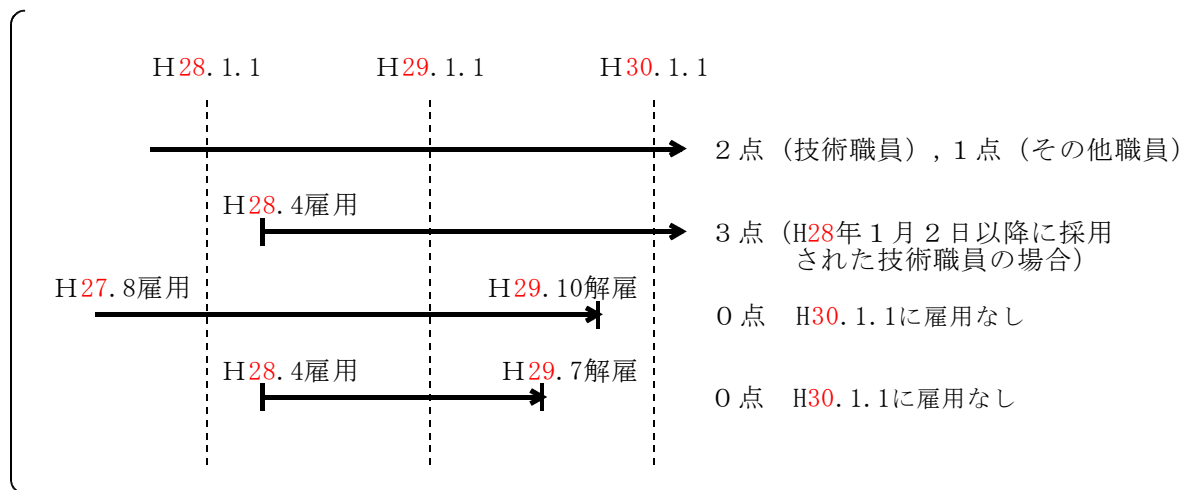 Ｈ28.1.1 Ｈ29.1.1 Ｈ30.1.1
２点（技術職員）,１点（その他職員）
Ｈ28.4雇用
３点（H28年１月２日以降に採用
された技術職員の場合）
Ｈ27.8雇用 Ｈ29.10解雇
０点　H30.1.1に雇用なし
Ｈ28.4雇用 Ｈ29.7解雇
０点　H30.1.1に雇用なし